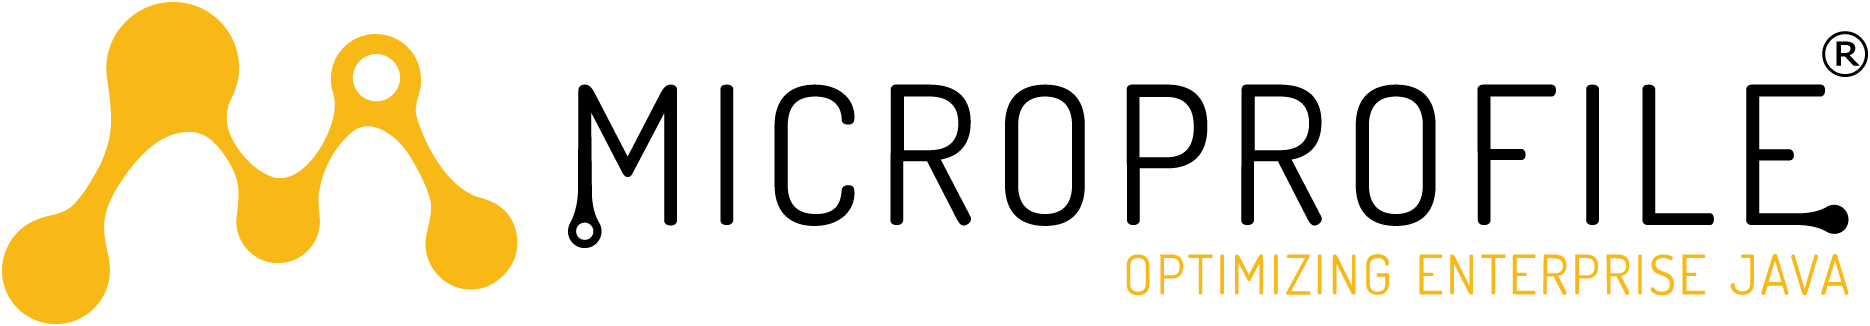 MICROPROFILE®
OPTIMIZING ENTERPRISE JAVA